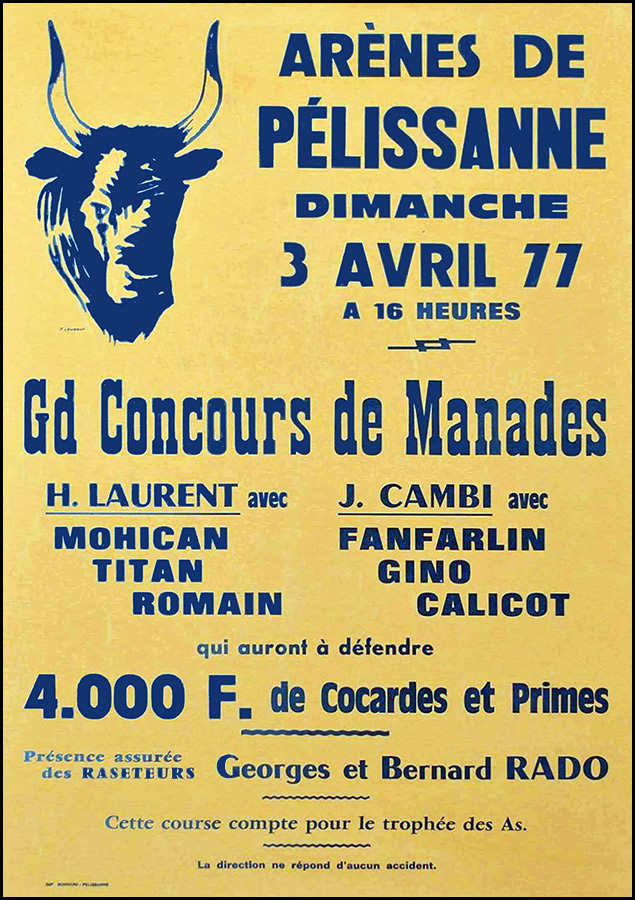 ARÈNES DE
PÉLISSANNE
DIMANCHE
3 AVRIL 77
A 16 HEURES
Gd Concours de Manades
H. LAURENT avec
MOHICAN
TITAN
ROMAIN
J. CAMBI avec
FANFARLIN
GINO
CALICOT
qui auront à défendre
4.000 F. de Cocardes et Primes
Présence assurée
des RASETEURS
Georges et Bernard RADO
Cette course compte pour le trophée des As.
La direction ne répond d'aucun accident.
PELISSANNE